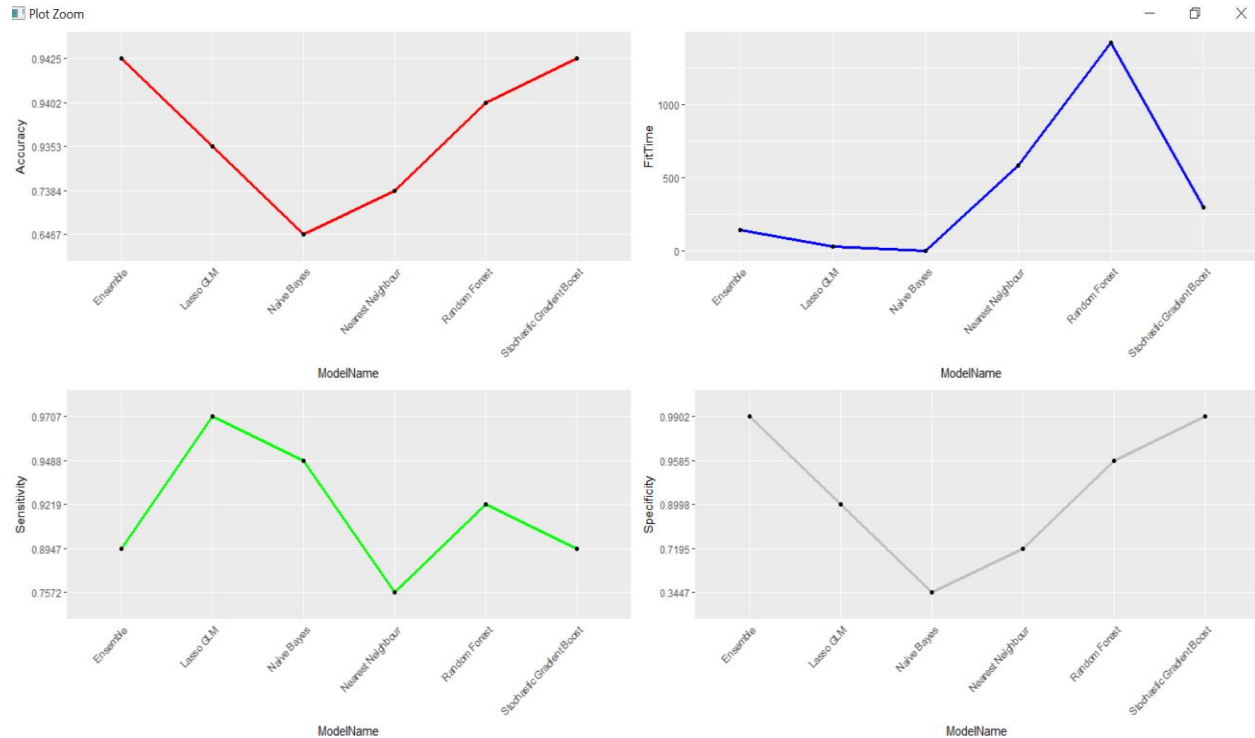 Plot Zoom
Accuracy
0.9425
0.9402
0.9353
0.7384
0.6467
Ensemble
Lasso GLM
Naive Bayes
Nearest Neighbour
Random Forest
Stochastic Gradient Boost
ModelName
FitTime
1000
500
0
Ensemble
Lasso GLM
Naive Bayes
Nearest Neighbour
Random Forest
Stochastic Gradient Boost
ModelName
Sensitivity
0.9707
0.9488
0.9219
0.8947
0.7572
Ensemble
Lasso GLM
Naive Bayes
Nearest Neighbour
Random Forest
Stochastic Gradient Boost
ModelName
Specificity
0.9902
0.9585
0.8998
0.7195
0.3447
Ensemble
Lasso GLM
Naive Bayes
Nearest Neighbour
Random Forest
Stochastic Gradient Boost
ModelName